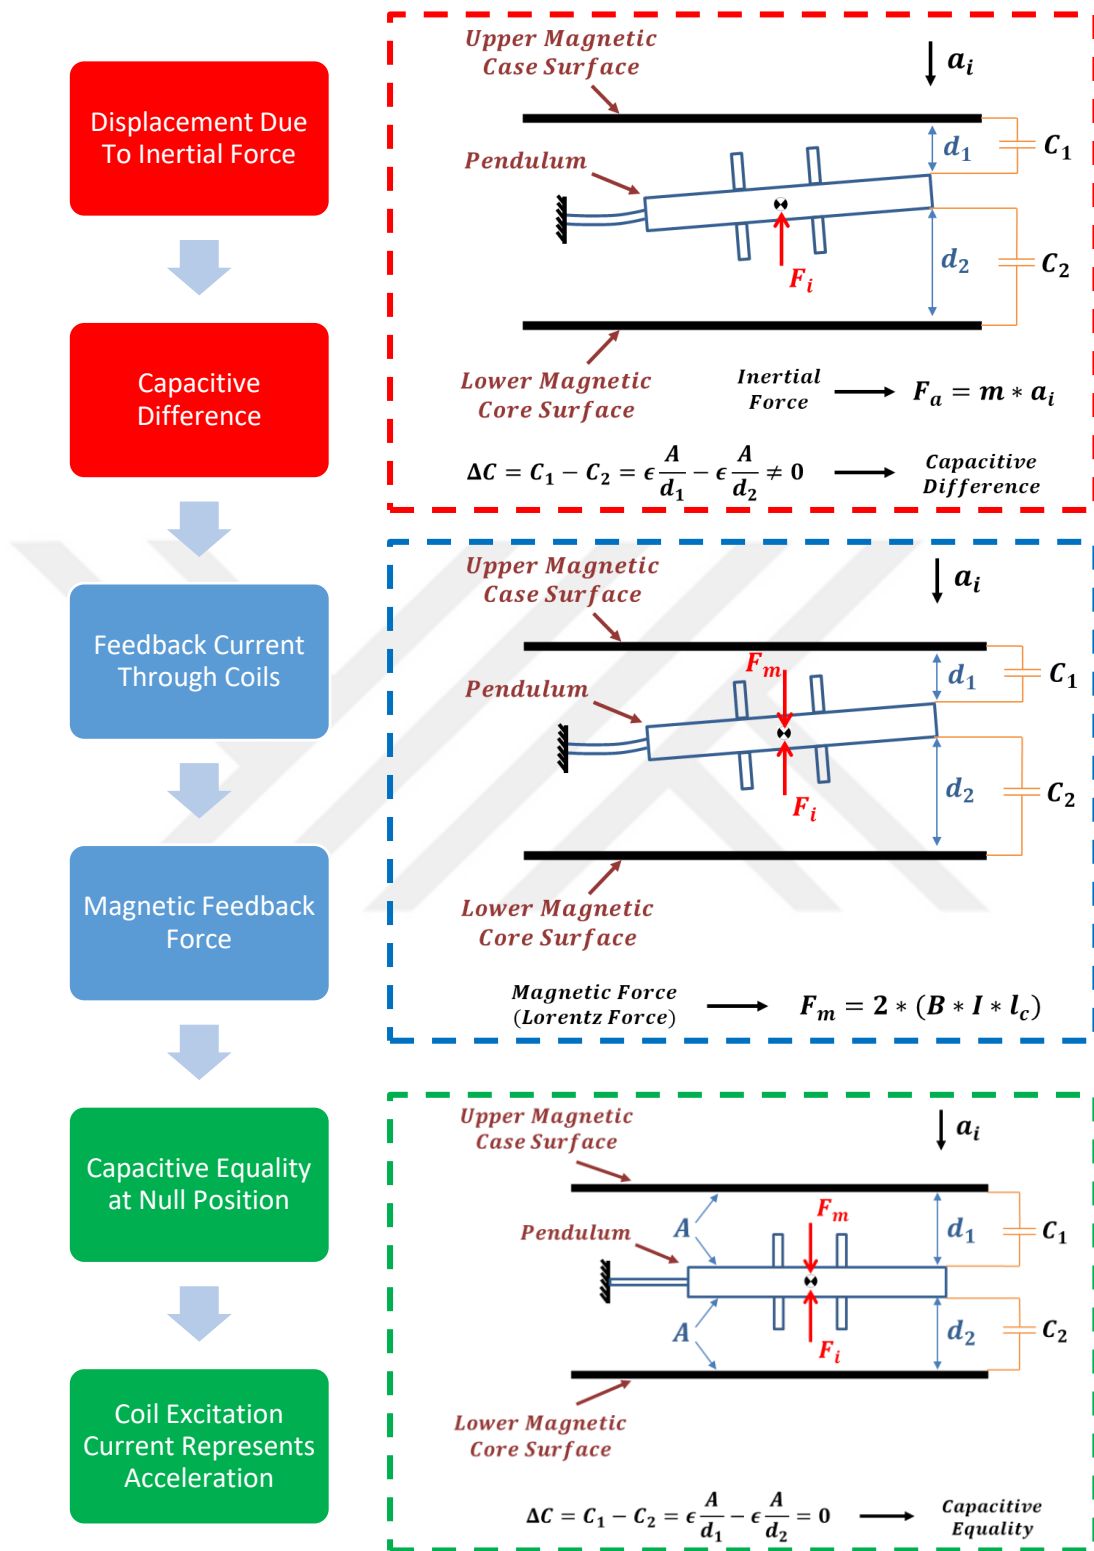 Displacement Due
To Inertial Force
Capacitive
Difference
Feedback Current
Through Coils
Magnetic Feedback
Force
Capacitive Equality
at Null Position
Coil Excitation
Current Represents
Acceleration
Upper Magnetic
Case Surface
a_i
d_1
C_1
Pendulum
d_2
C_2
F_i
Lower Magnetic
Core Surface
Inertial
Force
F_a = m * a_i
ΔC = C_1 − C_2 = ϵ A/d_1 − ϵ A/d_2 ≠ 0
Capacitive
Difference
Upper Magnetic
Case Surface
a_i
F_m
d_1
C_1
Pendulum
d_2
C_2
F_i
Lower Magnetic
Core Surface
Magnetic Force
(Lorentz Force)
F_m = 2 * (B * I * l_c)
Upper Magnetic
Case Surface
a_i
F_m
A
d_1
C_1
Pendulum
A
F_i
d_2
C_2
Lower Magnetic
Core Surface
ΔC = C_1 − C_2 = ϵ A/d_1 − ϵ A/d_2 = 0
Capacitive
Equality